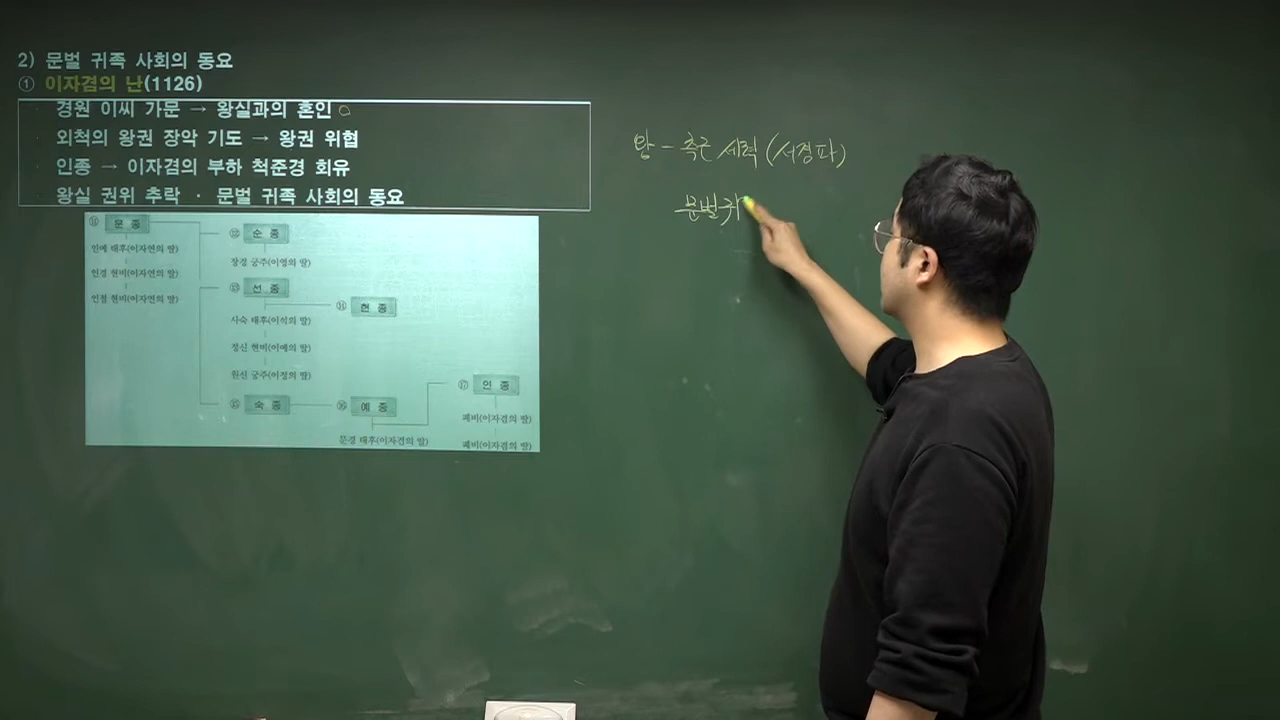 2) 문벌 귀족 사회의 동요
① 이자겸의 난(1126)
· 경원 이씨 가문 → 왕실과의 혼인
· 외척의 왕권 장악 기도 → 왕권 위협
· 인종 → 이자겸의 부하 척준경 회유
· 왕실 권위 추락 · 문벌 귀족 사회의 동요
⑪ 문 종
인예 태후(이자연의 딸)
인경 현비(이자연의 딸)
인절 현비(이자연의 딸)
⑫ 순 종
장경 궁주(이영의 딸)
⑬ 선 종
사숙 태후(이석의 딸)
정신 현비(이예의 딸)
원신 궁주(이정의 딸)
⑭ 헌 종
⑮ 숙 종
⑯ 예 종
문경 태후(이자겸의 딸)
⑰ 인 종
폐비(이자겸의 딸)
폐비(이자겸의 딸)
왕 - 측근 세력 (서경파)
문벌 귀